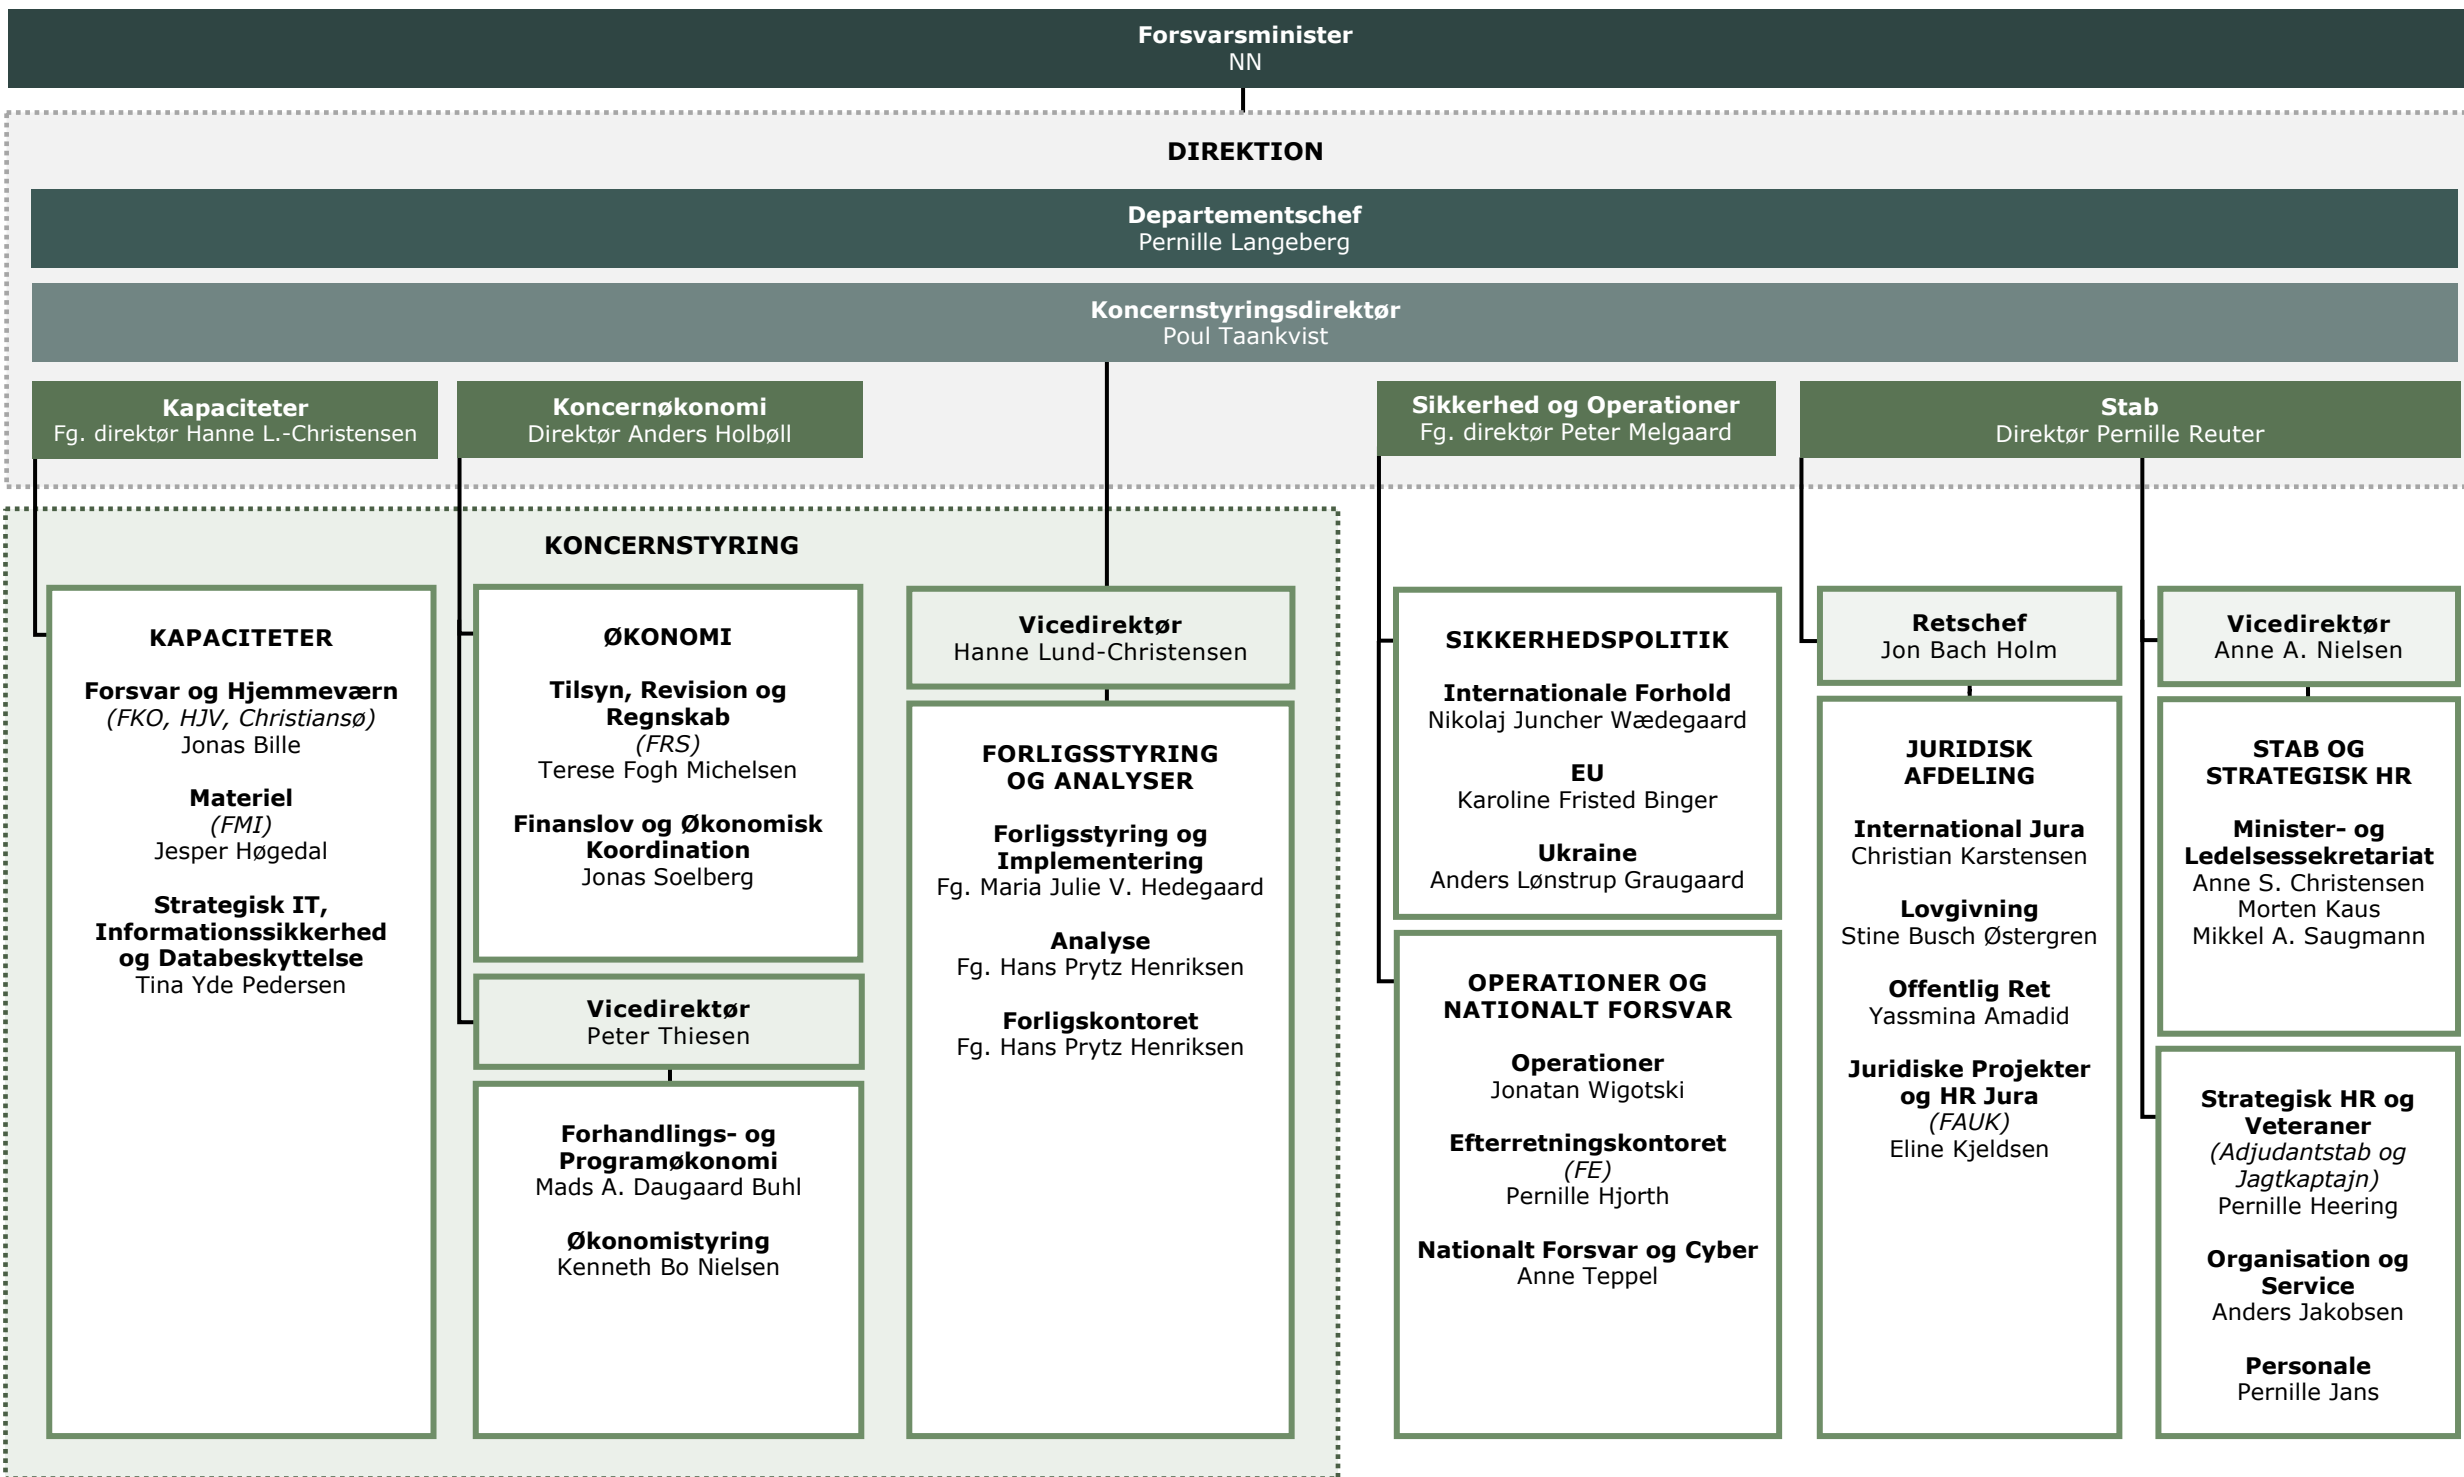 Forsvarsminister
NN
DIREKTION
Departementschef
Pernille Langeberg
Koncernstyringsdirektør
Poul Taankvist
Kapaciteter
Fg. direktør Hanne L.-Christensen
Koncernøkonomi
Direktør Anders Holbøll
Sikkerhed og Operationer
Fg. direktør Peter Melgaard
Stab
Direktør Pernille Reuter
KONCERNSTYRING
KAPACITETER
Forsvar og Hjemmeværn
(FKO, HJV, Christiansø)
Jonas Bille
Materiel
(FMI)
Jesper Høgedal
Strategisk IT,
Informationssikkerhed
og Databeskyttelse
Tina Yde Pedersen
ØKONOMI
Tilsyn, Revision og
Regnskab
(FRS)
Terese Fogh Michelsen
Finanslov og Økonomisk
Koordination
Jonas Soelberg
Vicedirektør
Peter Thiesen
Forhandlings- og
Programøkonomi
Mads A. Daugaard Buhl
Økonomistyring
Kenneth Bo Nielsen
Vicedirektør
Hanne Lund-Christensen
FORLIGSSTYRING
OG ANALYSER
Forligsstyring og
Implementering
Fg. Maria Julie V. Hedegaard
Analyse
Fg. Hans Prytz Henriksen
Forligskontoret
Fg. Hans Prytz Henriksen
SIKKERHEDSPOLITIK
Internationale Forhold
Nikolaj Juncher Wædegaard
EU
Karoline Fristed Binger
Ukraine
Anders Lønstrup Graugaard
OPERATIONER OG
NATIONALT FORSVAR
Operationer
Jonatan Wigotski
Efterretningskontoret
(FE)
Pernille Hjorth
Nationalt Forsvar og Cyber
Anne Teppel
Retschef
Jon Bach Holm
JURIDISK
AFDELING
International Jura
Christian Karstensen
Lovgivning
Stine Busch Østergren
Offentlig Ret
Yassmina Amadid
Juridiske Projekter
og HR Jura
(FAUK)
Eline Kjeldsen
Vicedirektør
Anne A. Nielsen
STAB OG
STRATEGISK HR
Minister- og
Ledelsessekretariat
Anne S. Christensen
Morten Kaus
Mikkel A. Saugmann
Strategisk HR og
Veteraner
(Adjudantstab og
Jagtkaptajn)
Pernille Heering
Organisation og
Service
Anders Jakobsen
Personale
Pernille Jans